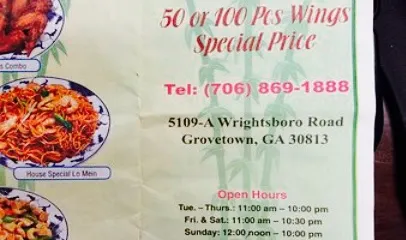 50 or 100 Pcs Wings
Special Price
Tel: (706) 869-1888
5109-A Wrightsboro Road
Grovetown, GA 30813
Combo
House Special Lo Mein
Open Hours
Tue. – Thurs.: 11:00 am – 10:00 pm
Fri. & Sat.: 11:00 am – 10:30 pm
Sunday: 12:00 noon – 10:00 pm